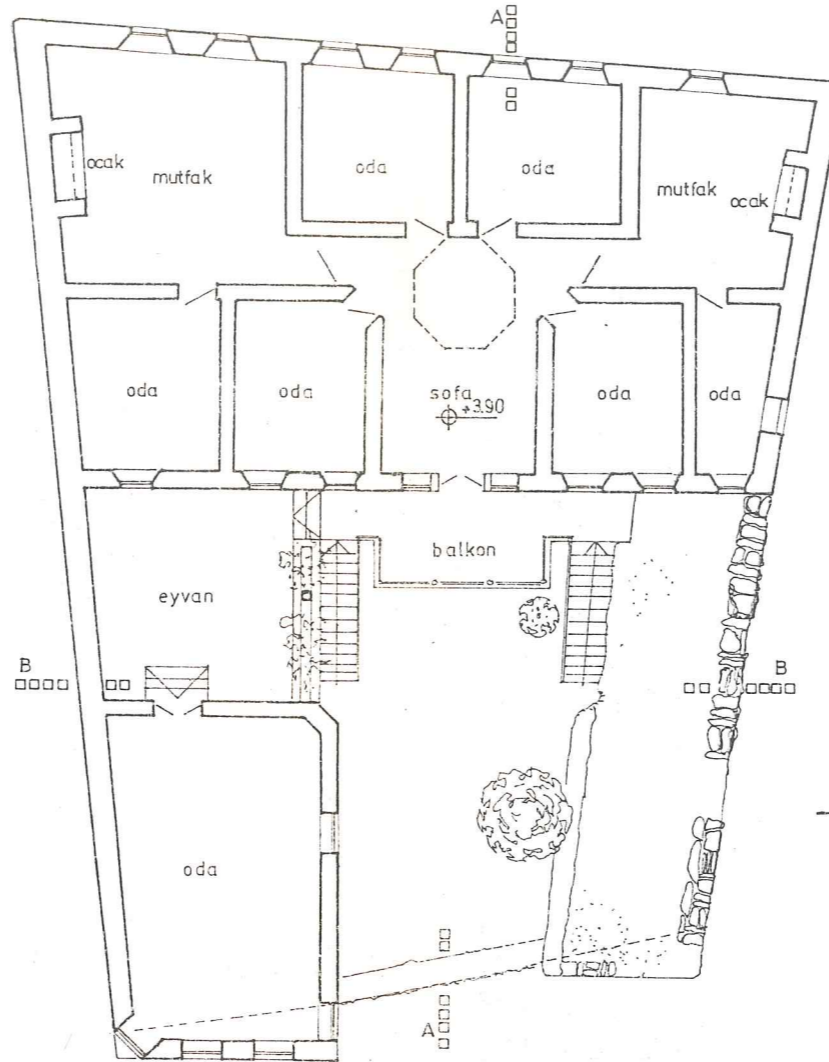 A
ocak
mutfak
oda
oda
mutfak
ocak
oda
oda
sofa
+3.90
oda
oda
balkon
eyvan
B
B
oda
A